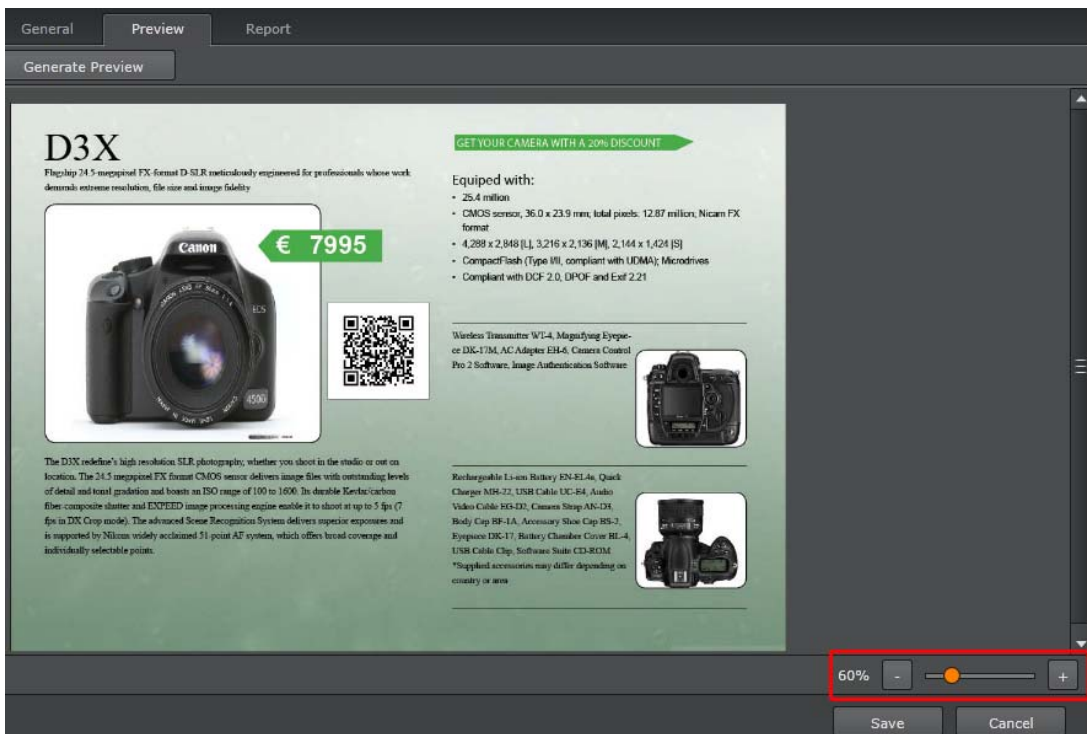 General Preview Report
Generate Preview
D3X
Flagship 24.5-megapixel FX-format D-SLR meticulously engineered for professionals whose work
demands extreme resolution, file size and image fidelity
Canon
€ 7995
EOS
450D
The D3X redefine's high resolution SLR photography, whether you shoot in the studio or out on
location. The 24.5 megapixel FX format CMOS sensor delivers image files with outstanding levels
of detail and tonal gradation and boasts an ISO range of 100 to 1600. Its durable Kevlar/carbon
fiber-composite shutter and EXPEED image processing engine enable it to shoot at up to 5 fps (7
fps in DX Crop mode). The advanced Scene Recognition System delivers superior exposures and
is supported by Nikons widely acclaimed 51-point AF system, which offers broad coverage and
individually selectable points.
GET YOUR CAMERA WITH A 20% DISCOUNT
Equiped with:
• 25.4 million
• CMOS sensor, 36.0 x 23.9 mm; total pixels: 12.87 million; Nicam FX
format
• 4,288 x 2,848 [L], 3,216 x 2,136 [M], 2,144 x 1,424 [S]
• CompactFlash (Type I/II, compliant with UDMA); Microdrives
• Compliant with DCF 2.0, DPOF and Exif 2.21
Wireless Transmitter WT-4, Magnifying Eyepie-
ce DK-17M, AC Adapter EH-6, Camera Control
Pro 2 Software, Image Authentication Software
Rechargeable Li-ion Battery EN-EL4a, Quick
Charger MH-22, USB Cable UC-E4, Audio
Video Cable EG-D2, Camera Strap AN-D3,
Body Cap BF-1A, Accessory Shoe Cap BS-2,
Eyepiece DK-17, Battery Chamber Cover BL-4,
USB Cable Clip, Software Suite CD-ROM
*Supplied accessories may differ depending on
country or area
60% - +
Save Cancel